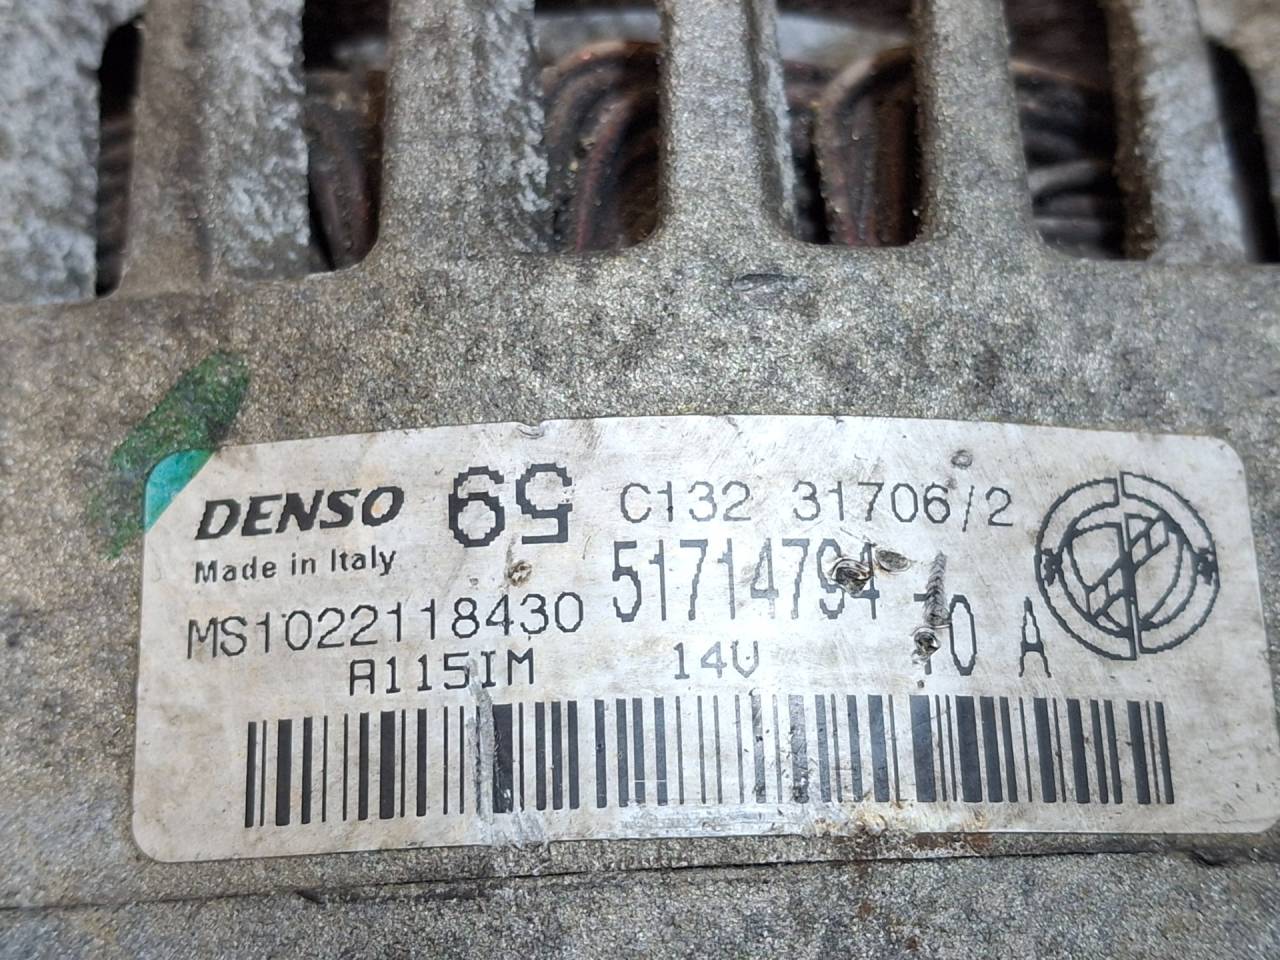 DENSO 59 C132 31706/2
Made in Italy 51714794 70 A
MS1022118430
A115IM 14V